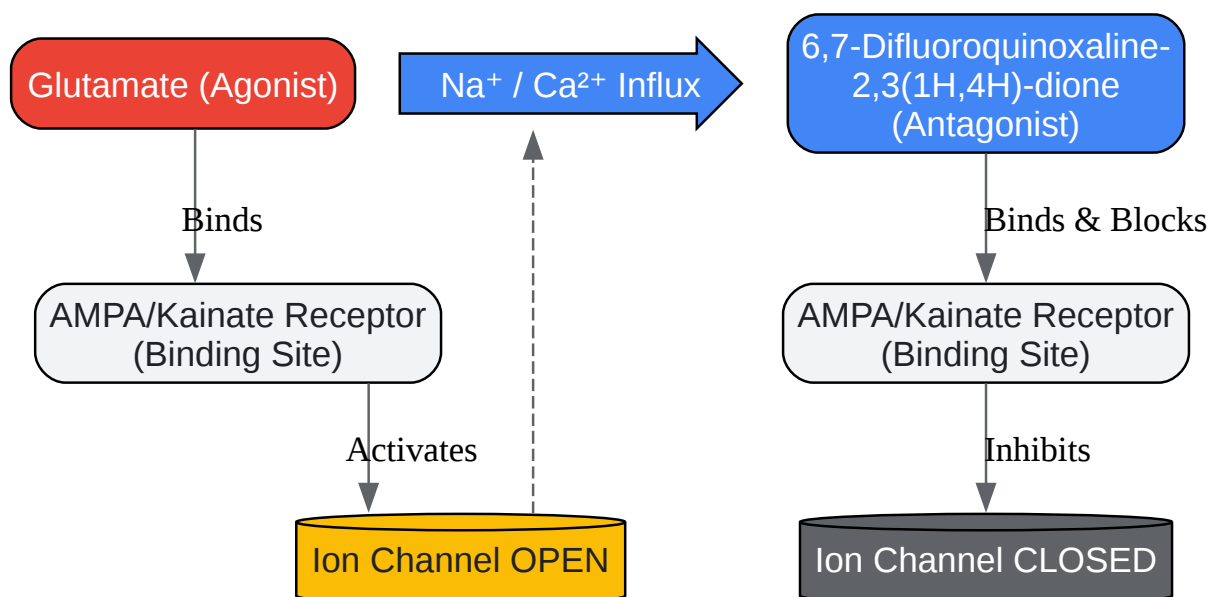 Glutamate (Agonist)
Na⁺ / Ca²⁺ Influx
6,7-Difluoroquinoxaline-
2,3(1H,4H)-dione
(Antagonist)
Binds
Binds & Blocks
AMPA/Kainate Receptor
(Binding Site)
AMPA/Kainate Receptor
(Binding Site)
Activates
Inhibits
Ion Channel OPEN
Ion Channel CLOSED